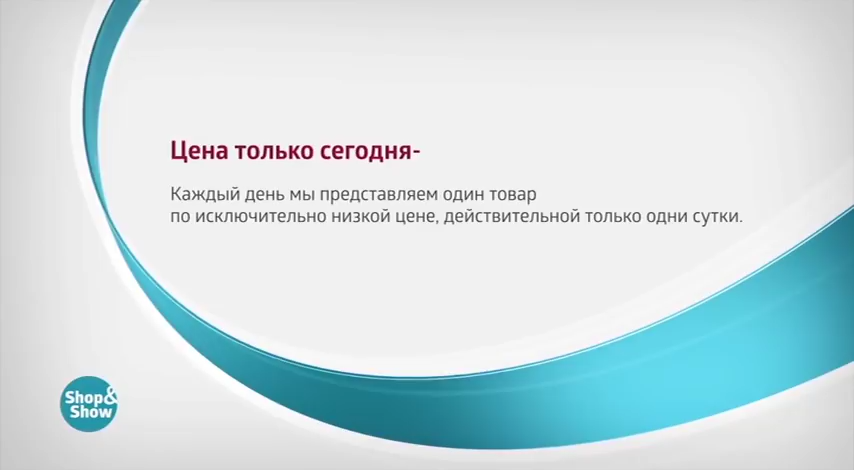 Цена только сегодня-
Каждый день мы представляем один товар
по исключительно низкой цене, действительной только одни сутки.
Shop&
Show